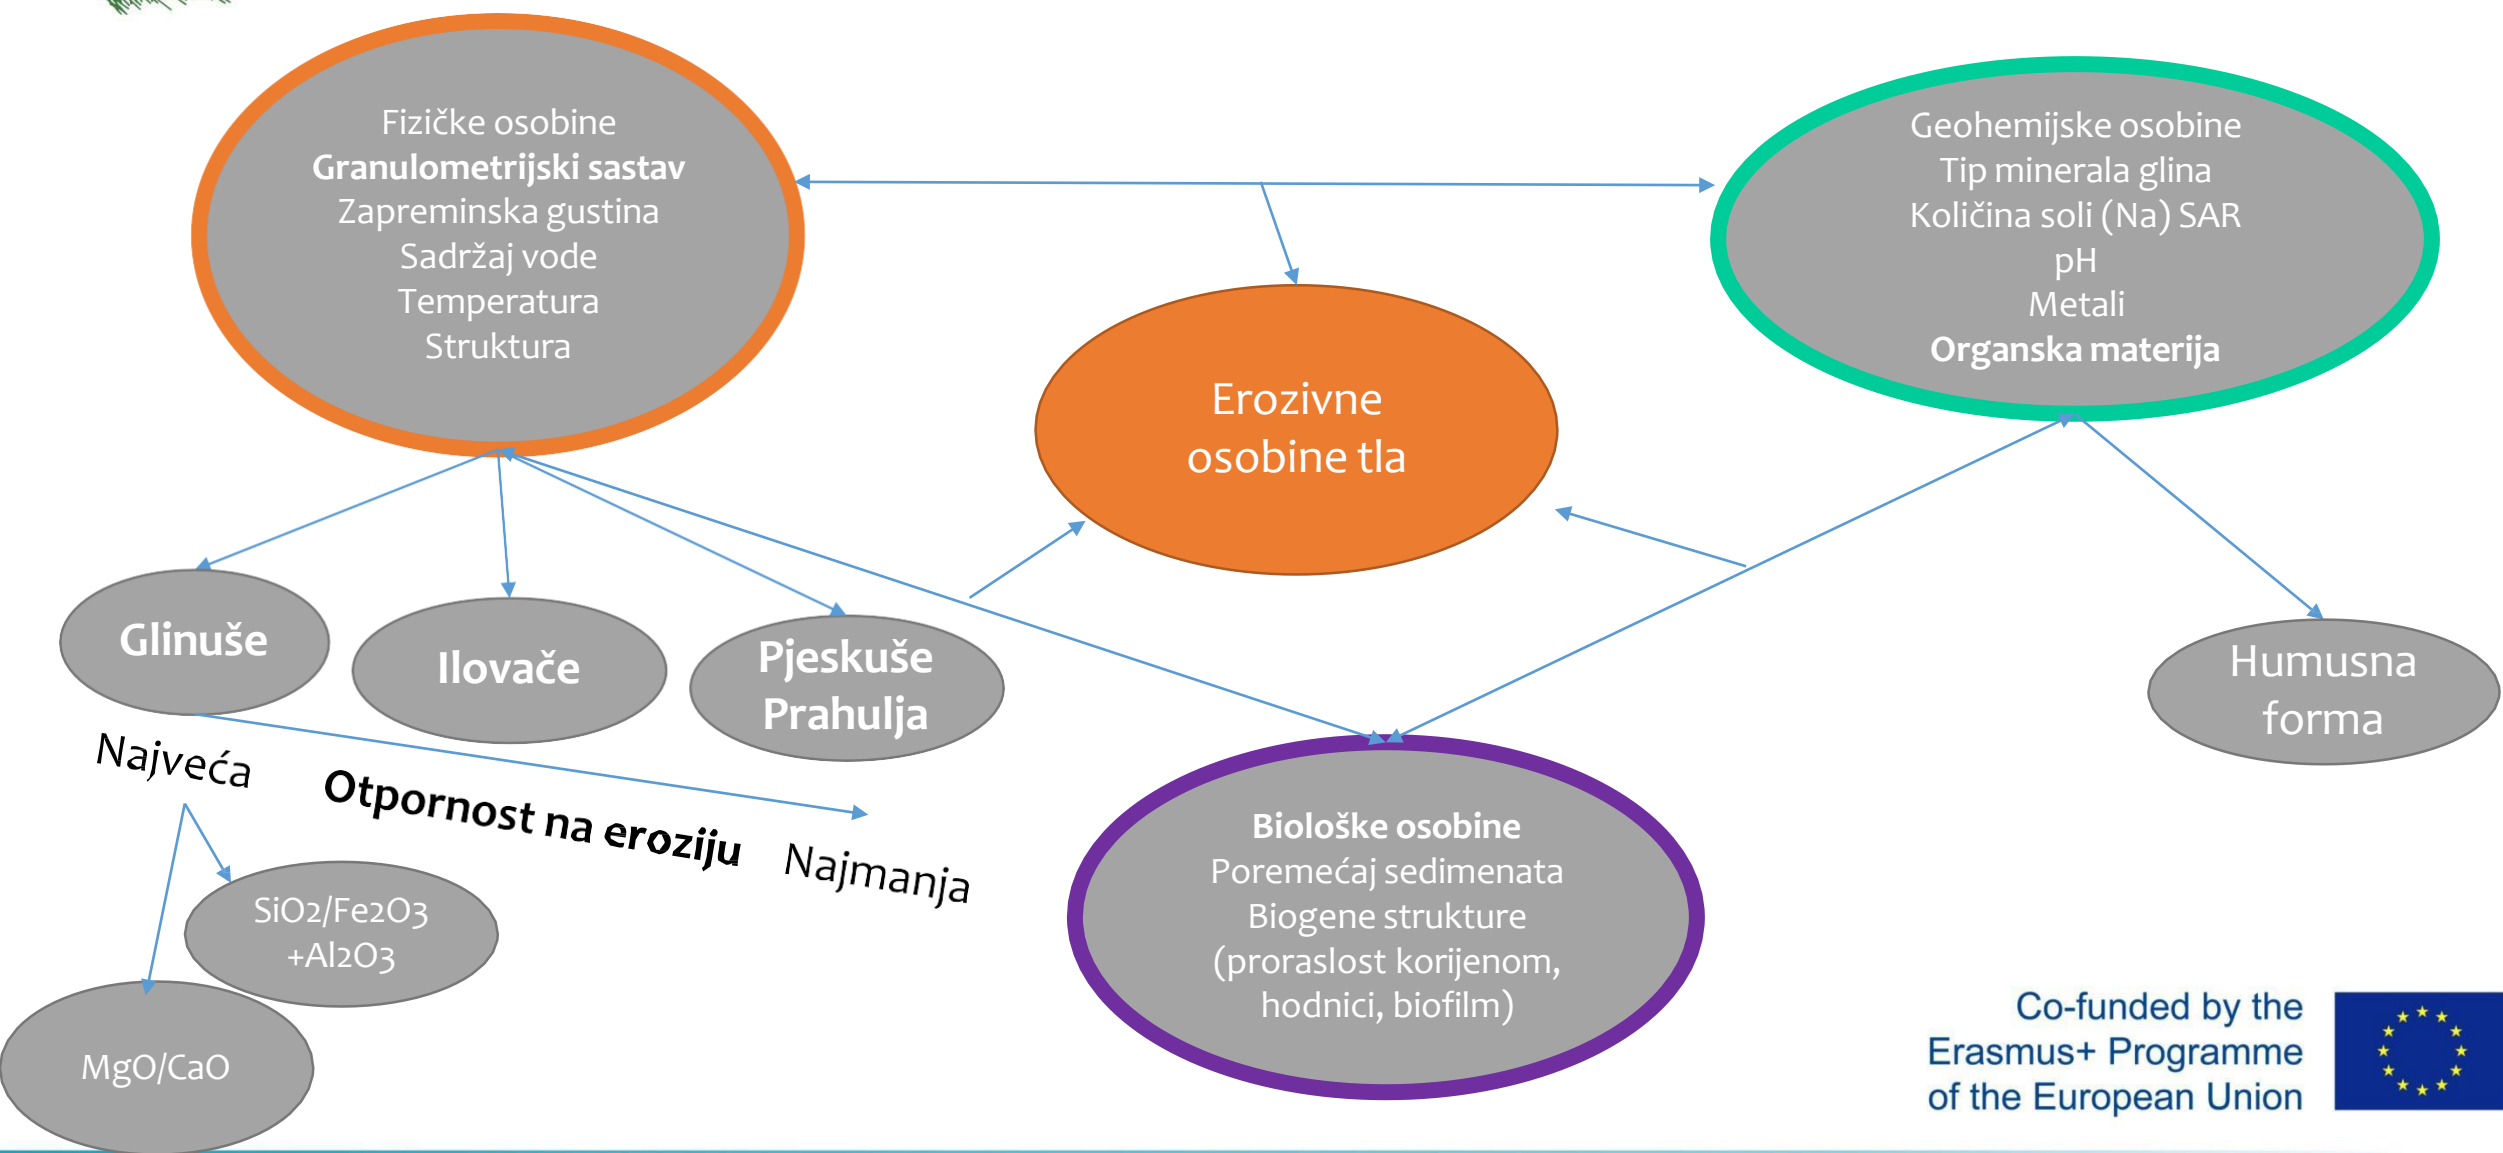 Fizičke osobine
Granulometrijski sastav
Zapreminska gustina
Sadržaj vode
Temperatura
Struktura
Geohemijske osobine
Tip minerala glina
Količina soli (Na) SAR
pH
Metali
Organska materija
Erozivne
osobine tla
Glinuše
Ilovače
Pjeskuše
Prahulja
Humusna
forma
Najveća
Otpornost na eroziju
Najmanja
SiO2/Fe2O3
+Al2O3
MgO/CaO
Biološke osobine
Poremećaj sedimenata
Biogene strukture
(proraslost korijenom,
hodnici, biofilm)
Co-funded by the
Erasmus+ Programme
of the European Union